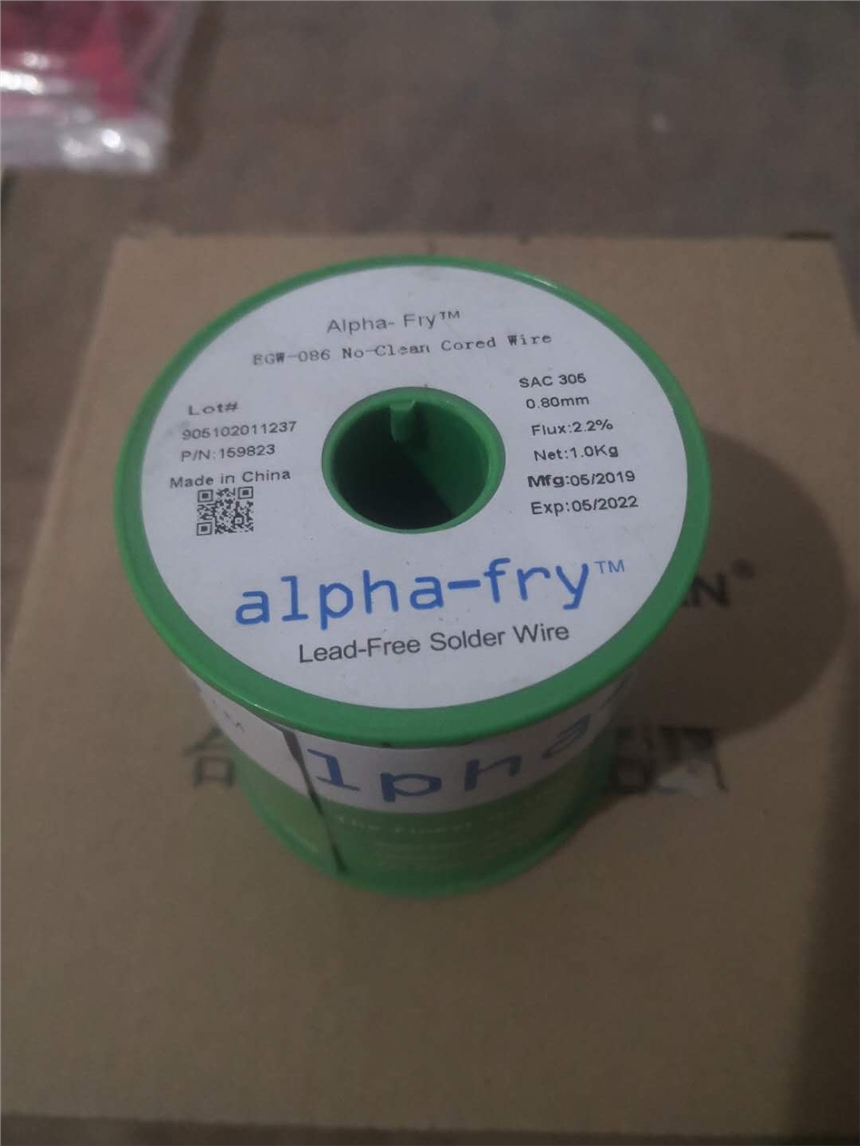 Alpha- Fry™
EGW-086 No-Clean Cored Wire
Lot#
905102011237
P/N:159823
Made in China
SAC 305
0.80mm
Flux:2.2%
Net:1.0Kg
Mfg:05/2019
Exp:05/2022
alpha-fry™
Lead-Free Solder Wire
alpha